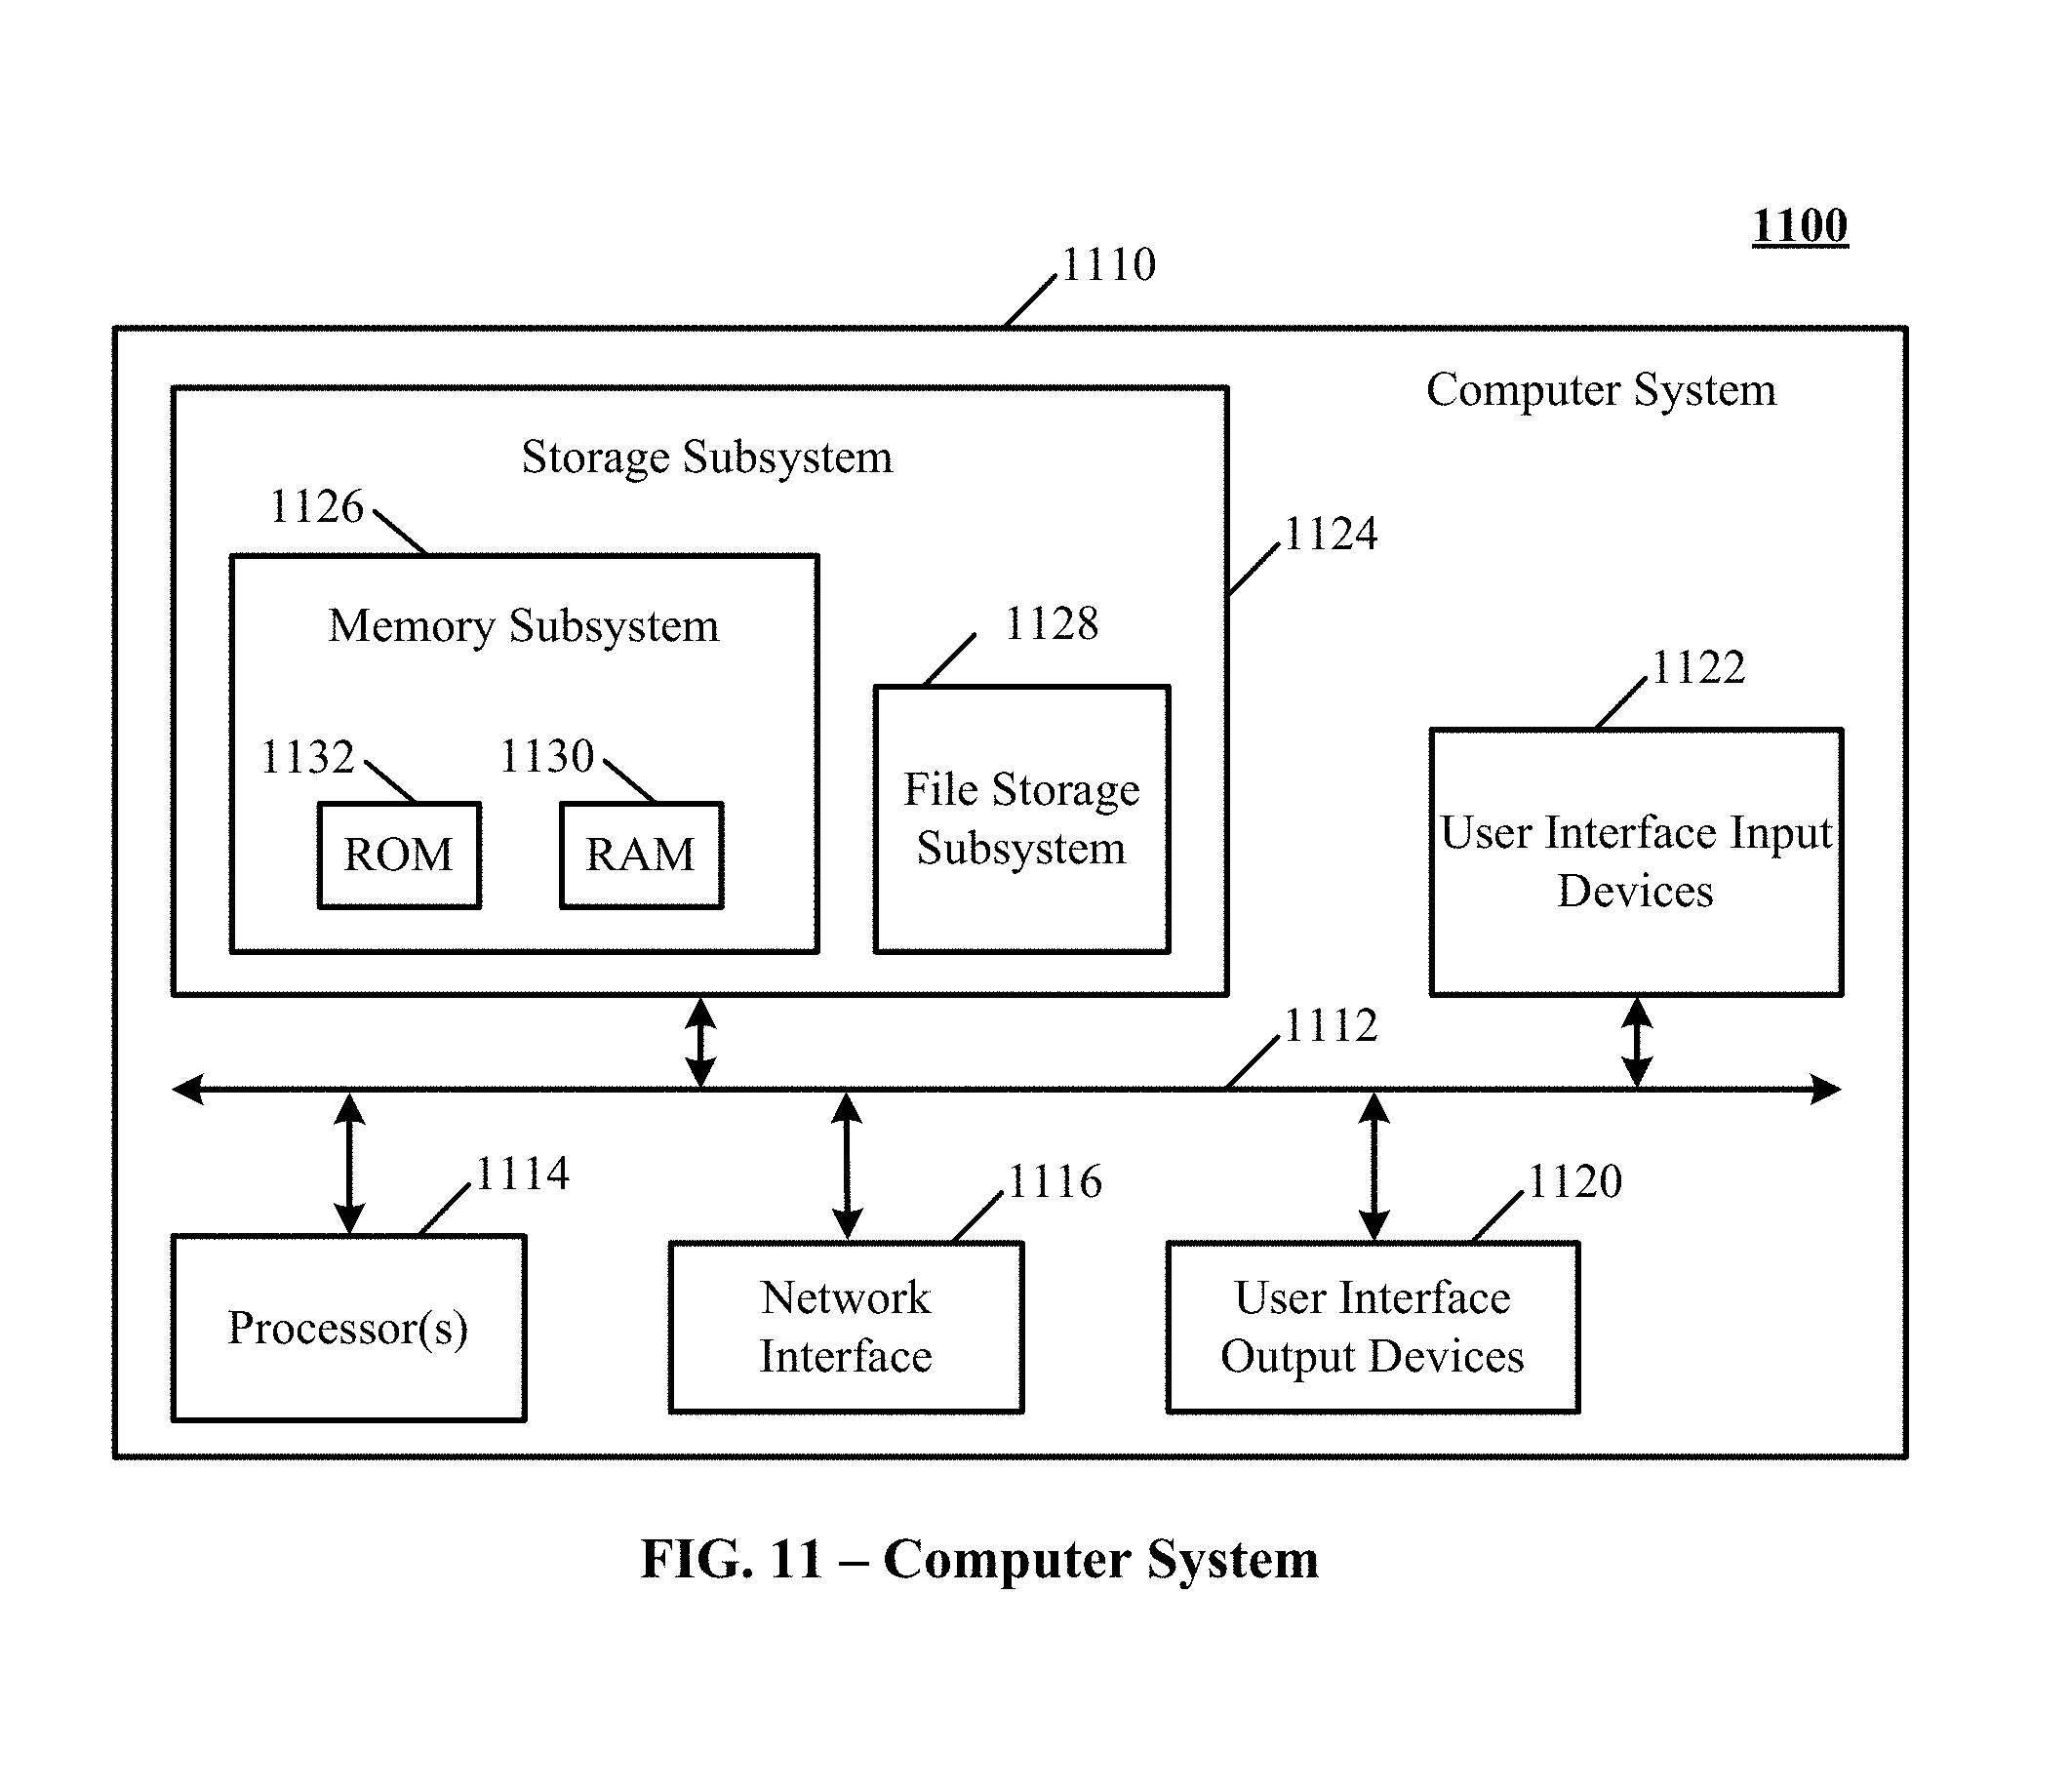 1100
1110
Computer System
Storage Subsystem
1126
1124
Memory Subsystem
1128
1122
1132
1130
File Storage
Subsystem
ROM
RAM
User Interface Input
Devices
1112
1114
1116
1120
Processor(s)
Network
Interface
User Interface
Output Devices
FIG. 11 – Computer System